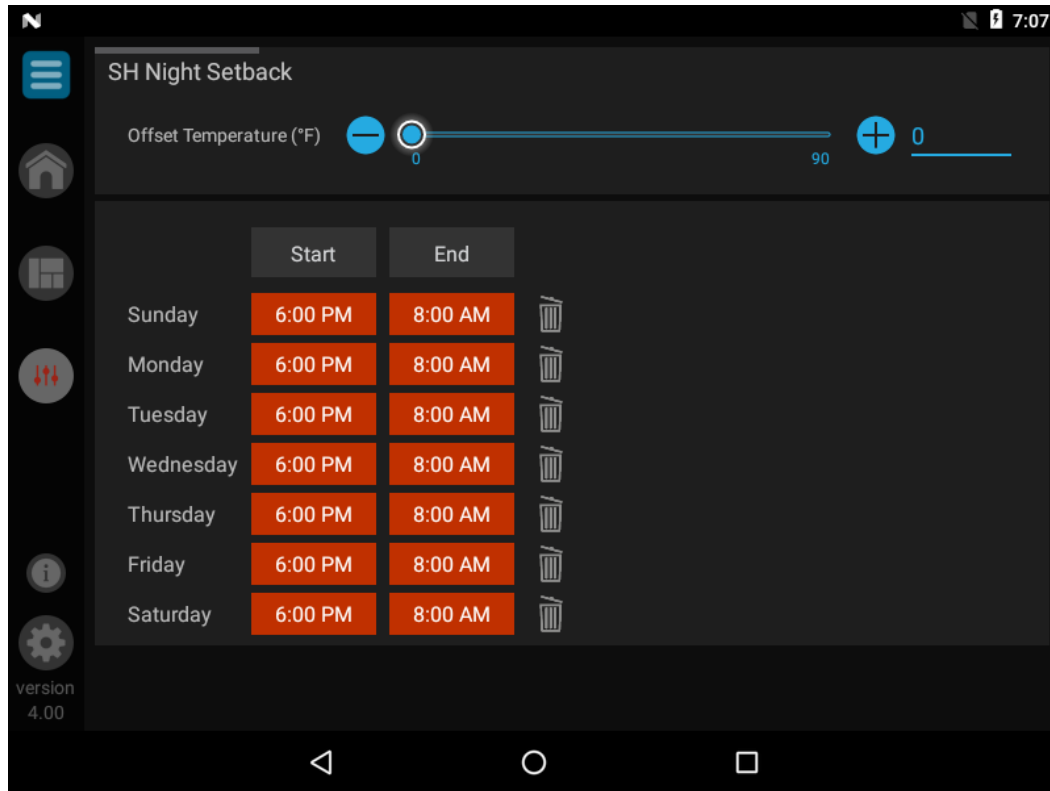 7:07
SH Night Setback
Offset Temperature (°F) 0
0 90
Start End
Sunday 6:00 PM 8:00 AM
Monday 6:00 PM 8:00 AM
Tuesday 6:00 PM 8:00 AM
Wednesday 6:00 PM 8:00 AM
Thursday 6:00 PM 8:00 AM
Friday 6:00 PM 8:00 AM
Saturday 6:00 PM 8:00 AM
version
4.00